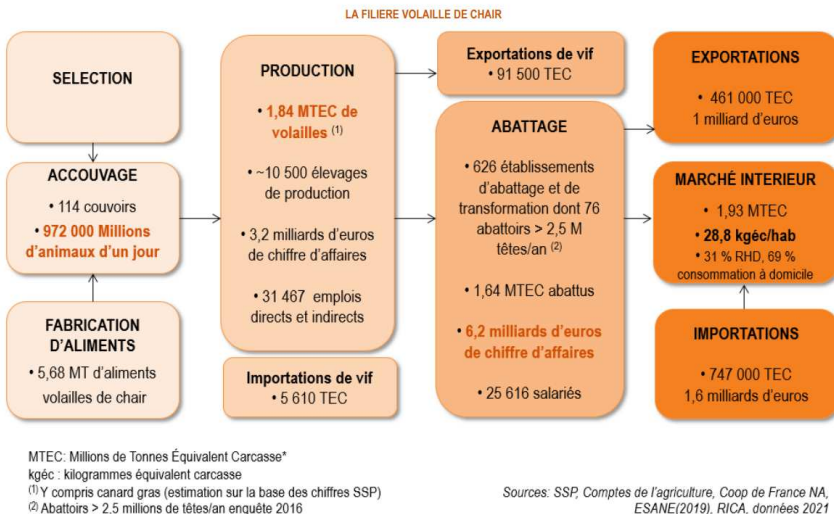 LA FILIERE VOLAILLE DE CHAIR
SELECTION
ACCOUVAGE
• 114 couvoirs
• 972 000 Millions
d'animaux d'un jour
FABRICATION
D'ALIMENTS
• 5,68 MT d'aliments
volailles de chair
PRODUCTION
• 1,84 MTEC de
volailles (1)
• ~10 500 élevages
de production
• 3,2 milliards d'euros
de chiffre d'affaires
• 31 467 emplois
directs et indirects
Importations de vif
• 5 610 TEC
Exportations de vif
• 91 500 TEC
ABATTAGE
• 626 établissements
d'abattage et de
transformation dont 76
abattoirs > 2,5 M
têtes/an (2)
• 1,64 MTEC abattus
• 6,2 milliards d'euros
de chiffre d'affaires
• 25 616 salariés
EXPORTATIONS
• 461 000 TEC
1 milliard d'euros
MARCHÉ INTERIEUR
• 1,93 MTEC
• 28,8 kgéc/hab
• 31 % RHD, 69 %
consommation à domicile
IMPORTATIONS
• 747 000 TEC
1,6 milliards d'euros
MTEC: Millions de Tonnes Équivalent Carcasse*
kgéc : kilogrammes équivalent carcasse
(1) Y compris canard gras (estimation sur la base des chiffres SSP)
(2) Abattoirs > 2,5 millions de têtes/an enquête 2016
Sources: SSP, Comptes de l'agriculture, Coop de France NA,
ESANE(2019), RICA, données 2021